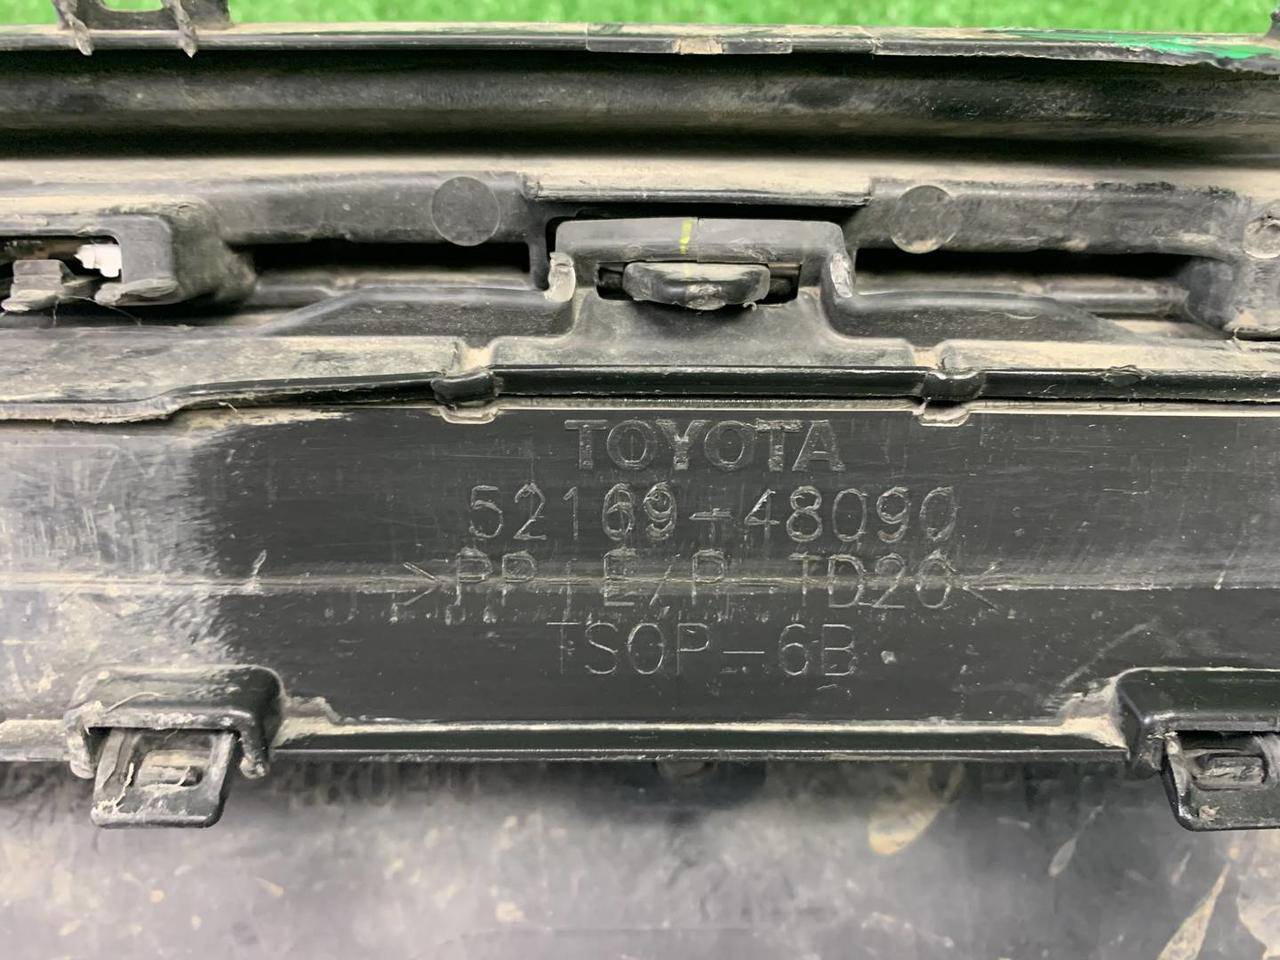 TOYOTA
52169-48090
>PP+E/P-TD20<
TSOP-6B